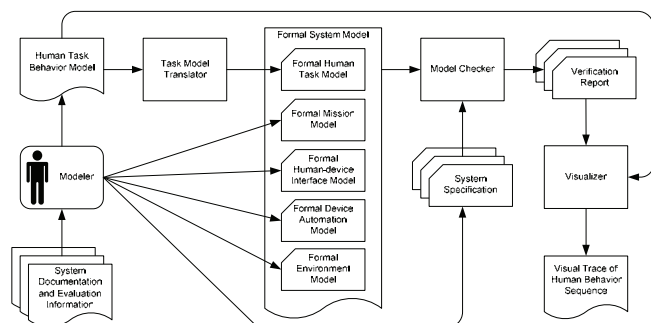 Human Task
Behavior Model
Task Model
Translator
Formal System Model
Formal Human
Task Model
Model Checker
Verification
Report
Formal Mission
Model
Modeler
Formal
Human-device
Interface Model
System
Specification
Visualizer
Formal Device
Automation
Model
System
Documentation
and Evaluation
Information
Formal
Environment
Model
Visual Trace of
Human Behavior
Sequence